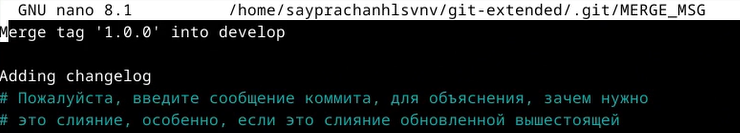 GNU nano 8.1 /home/sayprachanhlsvnv/git-extended/.git/MERGE_MSG
Merge tag '1.0.0' into develop
Adding changelog
# Пожалуйста, введите сообщение коммита, для объяснения, зачем нужно
# это слияние, особенно, если это слияние обновленной вышестоящей